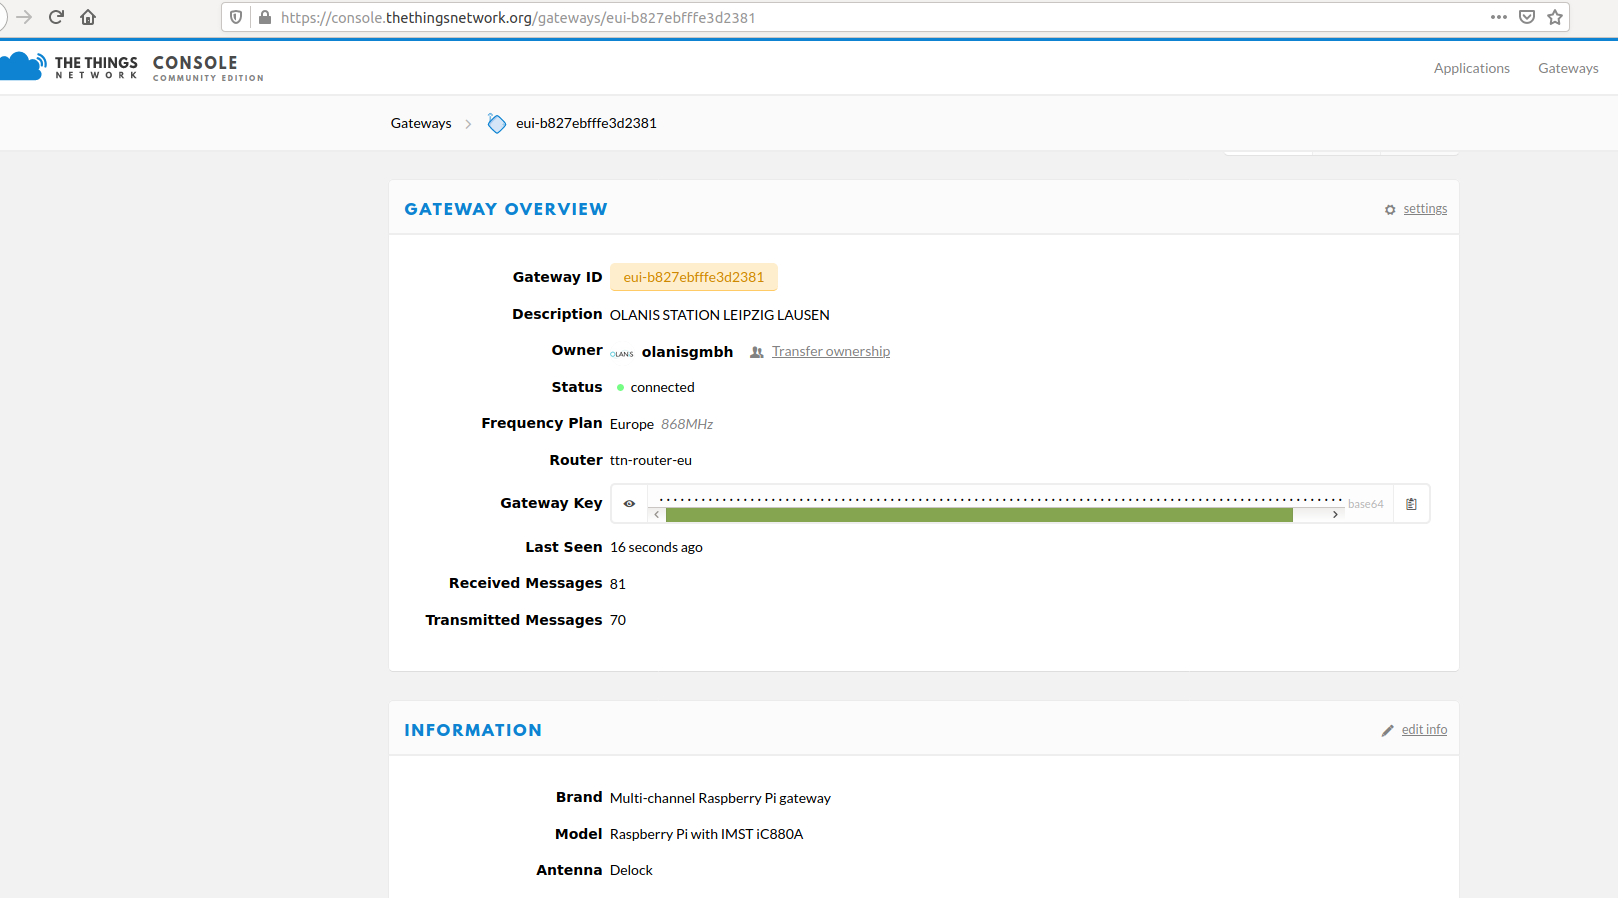 https://console.thethingsnetwork.org/gateways/eui-b827ebfffe3d2381
THE THINGS NETWORK CONSOLE COMMUNITY EDITION
Applications Gateways
Gateways eui-b827ebfffe3d2381
GATEWAY OVERVIEW settings
Gateway ID eui-b827ebfffe3d2381
Description OLANIS STATION LEIPZIG LAUSEN
Owner OLANIS olanisgmbh Transfer ownership
Status connected
Frequency Plan Europe 868MHz
Router ttn-router-eu
Gateway Key base64
Last Seen 16 seconds ago
Received Messages 81
Transmitted Messages 70
INFORMATION edit info
Brand Multi-channel Raspberry Pi gateway
Model Raspberry Pi with IMST iC880A
Antenna Delock